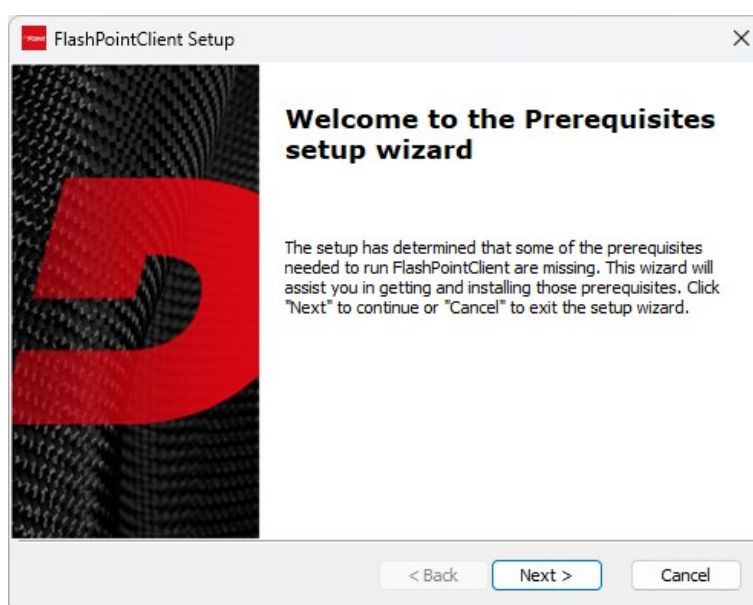 FlashPointClient Setup
Welcome to the Prerequisites
setup wizard
The setup has determined that some of the prerequisites
needed to run FlashPointClient are missing. This wizard will
assist you in getting and installing those prerequisites. Click
"Next" to continue or "Cancel" to exit the setup wizard.
< Back Next > Cancel